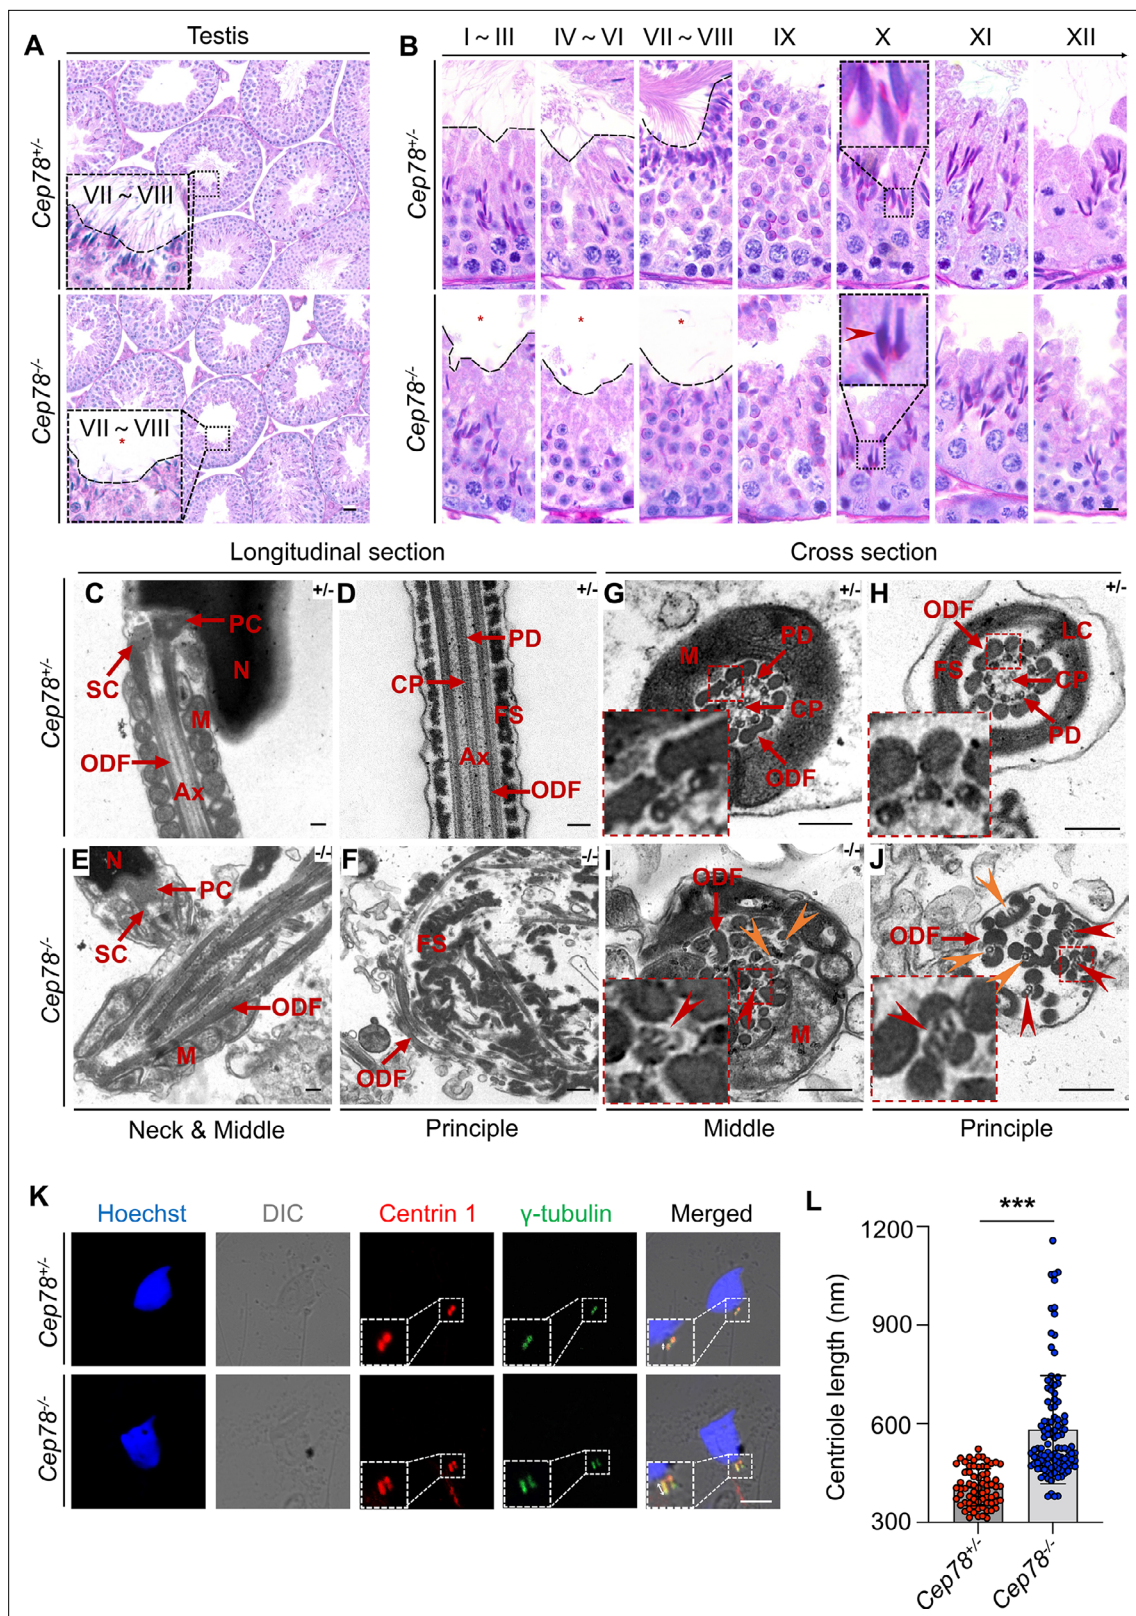 A
Testis
Cep78+/-
VII ~ VIII
Cep78-/-
VII ~ VIII
*
B
I ~ III
IV ~ VI
VII ~ VIII
IX
X
XI
XII
Cep78+/-
Cep78-/-
*
*
*
Longitudinal section
Cross section
Cep78+/-
C
+/-
PC
N
SC
M
ODF
Ax
D
+/-
PD
CP
FS
Ax
ODF
G
+/-
M
PD
CP
ODF
H
+/-
ODF
LC
FS
CP
PD
Cep78-/-
E
-/-
N
PC
SC
ODF
M
F
-/-
FS
ODF
I
-/-
ODF
M
J
-/-
ODF
Neck & Middle
Principle
Middle
Principle
K
Hoechst
DIC
Centrin 1
γ-tubulin
Merged
Cep78+/-
Cep78-/-
L
***
Centriole length (nm)
1200
900
600
300
Cep78+/-
Cep78-/-